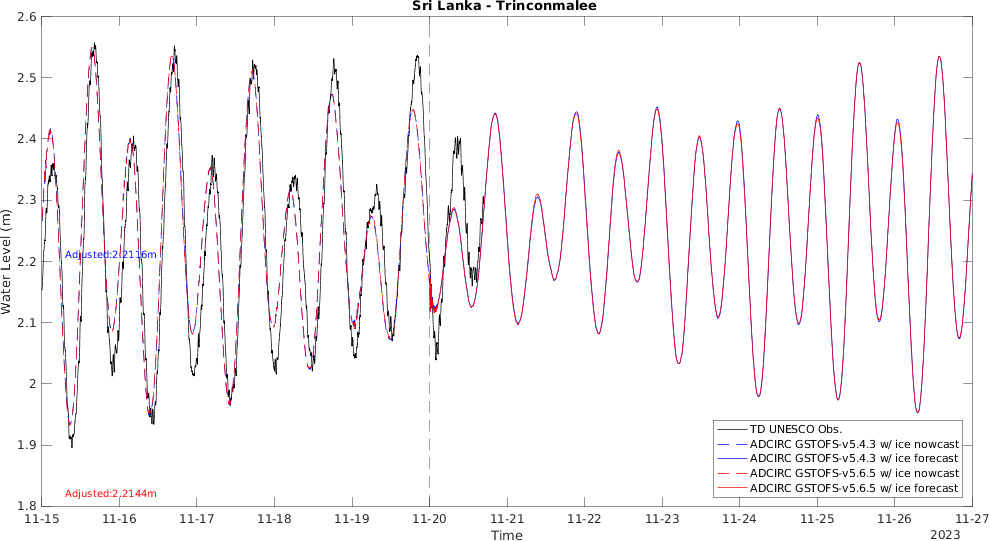 Sri Lanka - Trinconmalee
2.6
2.5
2.4
2.3
2.2
2.1
2
1.9
1.8
Water Level (m)
Adjusted:2.2116m
Adjusted:2.2144m
TD UNESCO Obs.
ADCIRC GSTOFS-v5.4.3 w/ ice nowcast
ADCIRC GSTOFS-v5.4.3 w/ ice forecast
ADCIRC GSTOFS-v5.6.5 w/ ice nowcast
ADCIRC GSTOFS-v5.6.5 w/ ice forecast
11-15 11-16 11-17 11-18 11-19 11-20 11-21 11-22 11-23 11-24 11-25 11-26 11-27
Time
2023